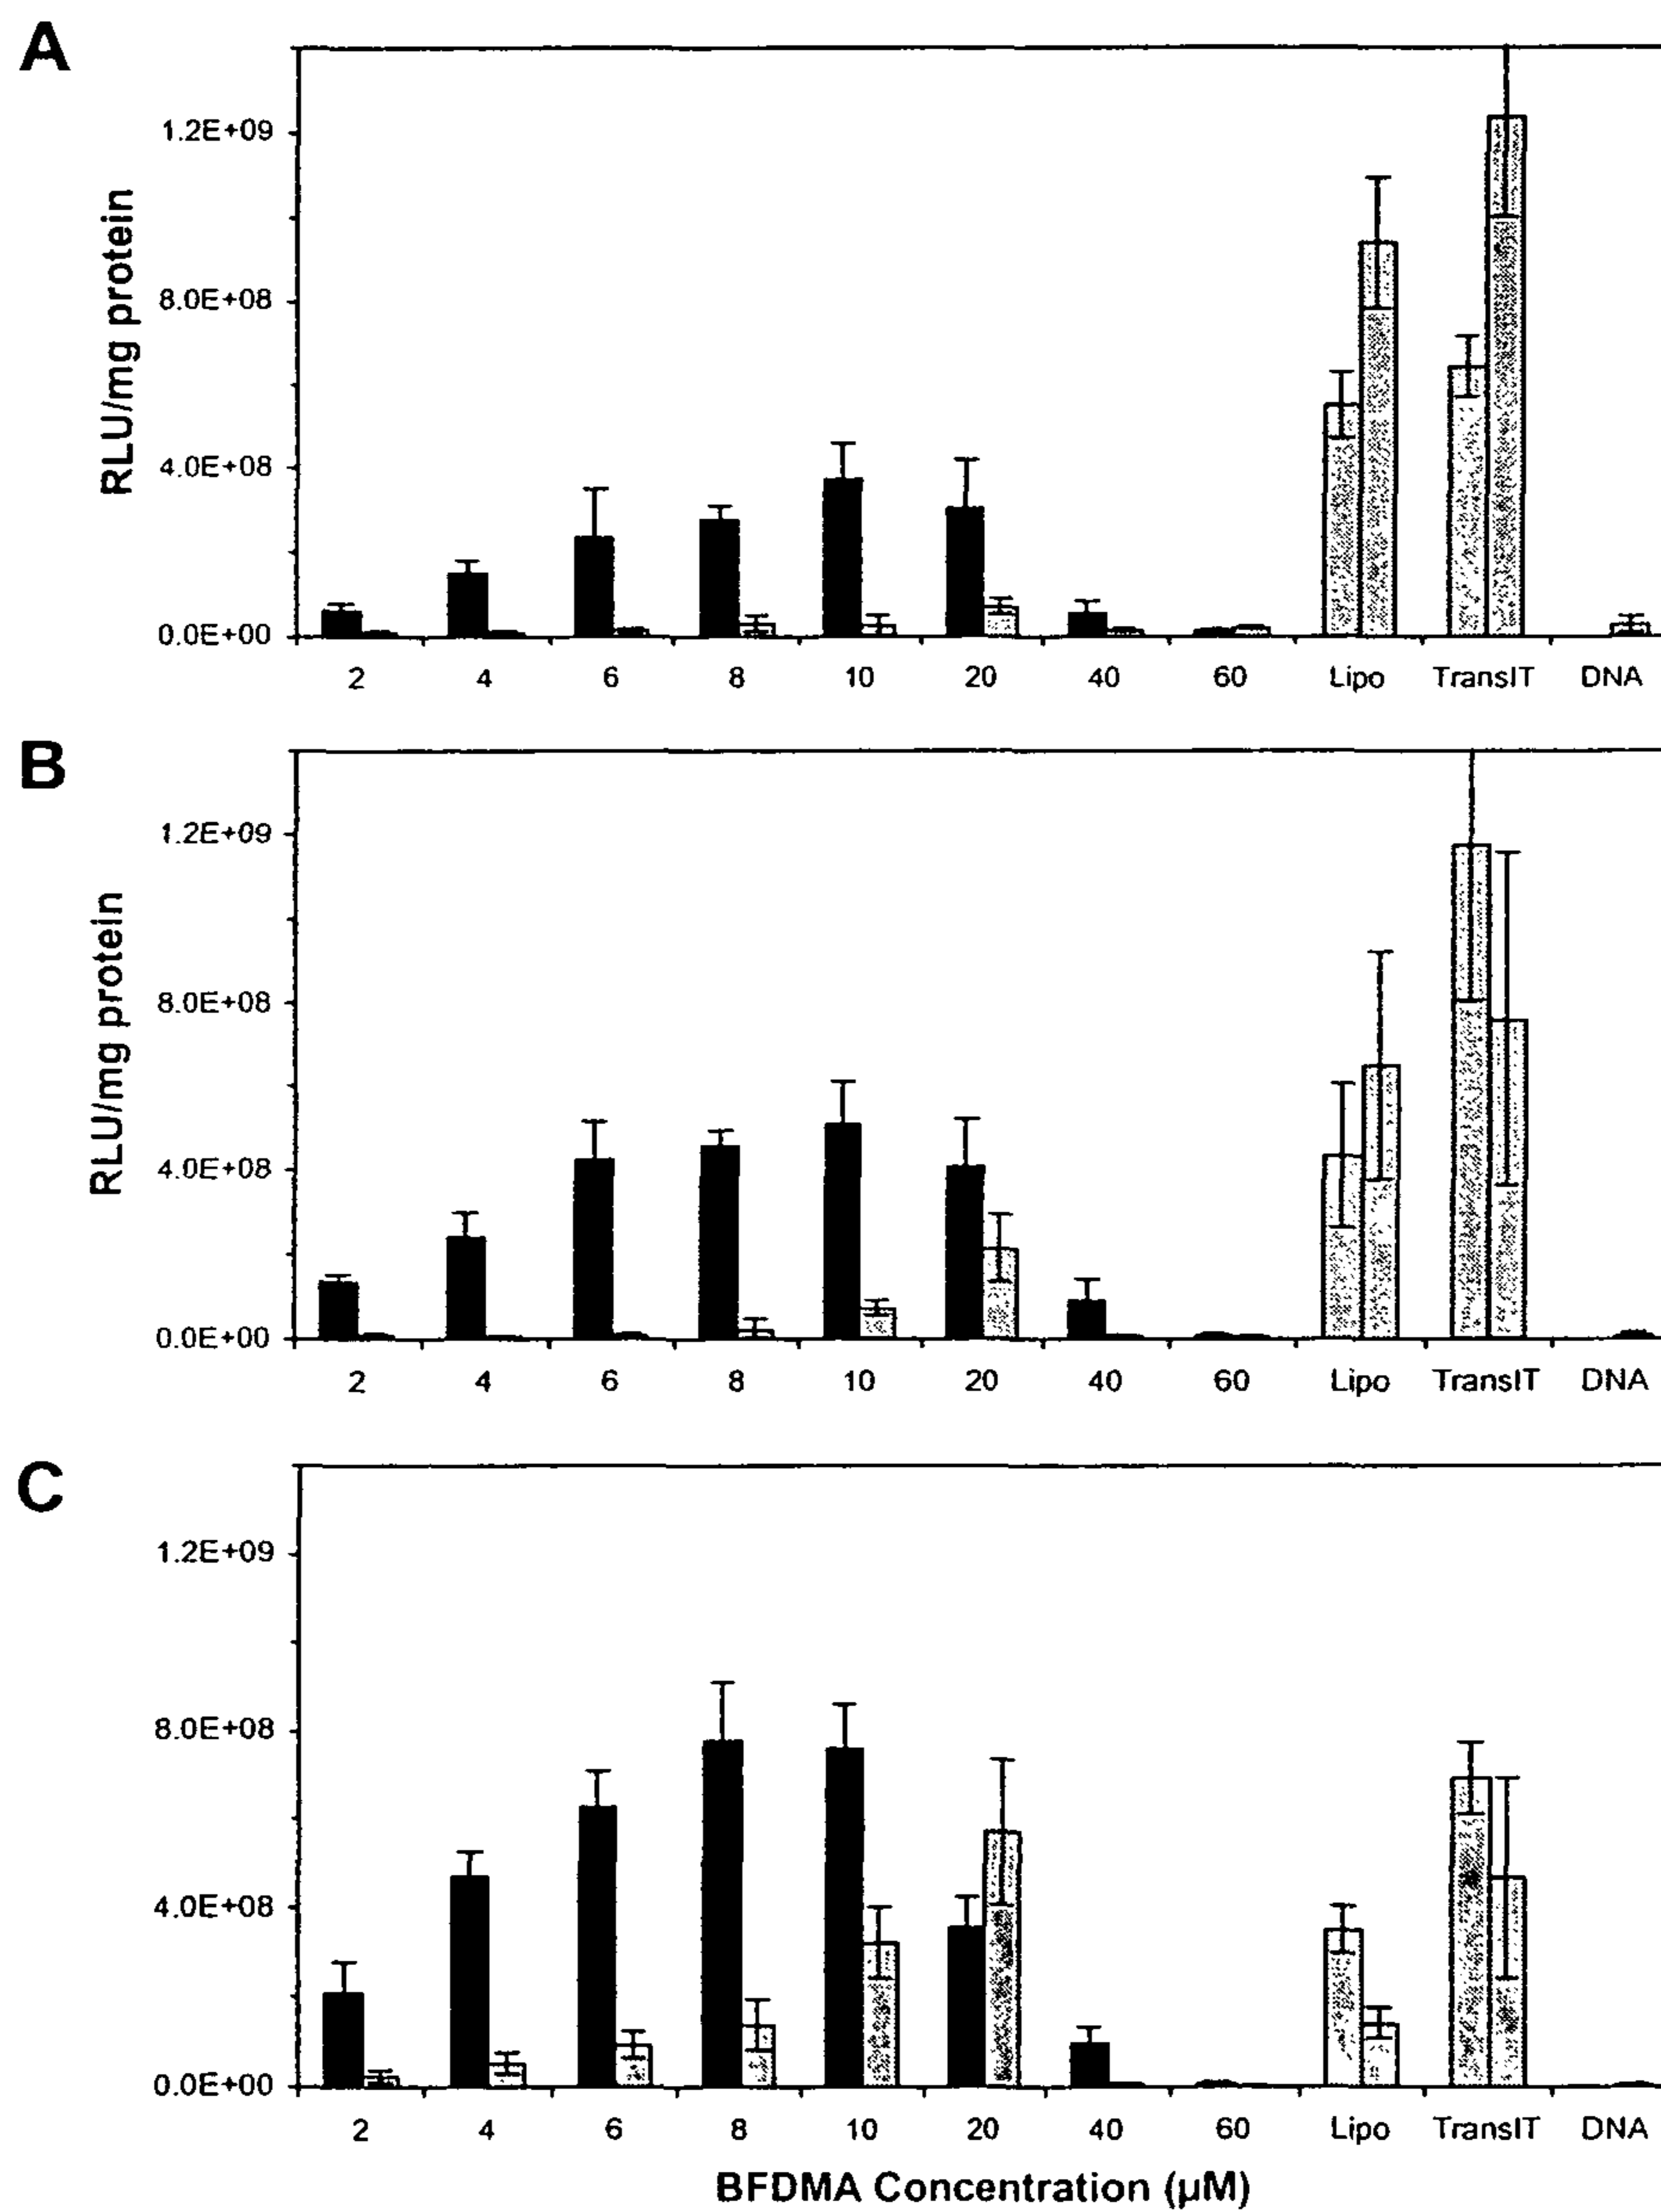 A
RLU/mg protein
1.2E+09
8.0E+08
4.0E+08
0.0E+00
2 4 6 8 10 20 40 60 Lipo TransIT DNA
B
RLU/mg protein
1.2E+09
8.0E+08
4.0E+08
0.0E+00
2 4 6 8 10 20 40 60 Lipo TransIT DNA
C
1.2E+09
8.0E+08
4.0E+08
0.0E+00
2 4 6 8 10 20 40 60 Lipo TransIT DNA
BFDMA Concentration (µM)